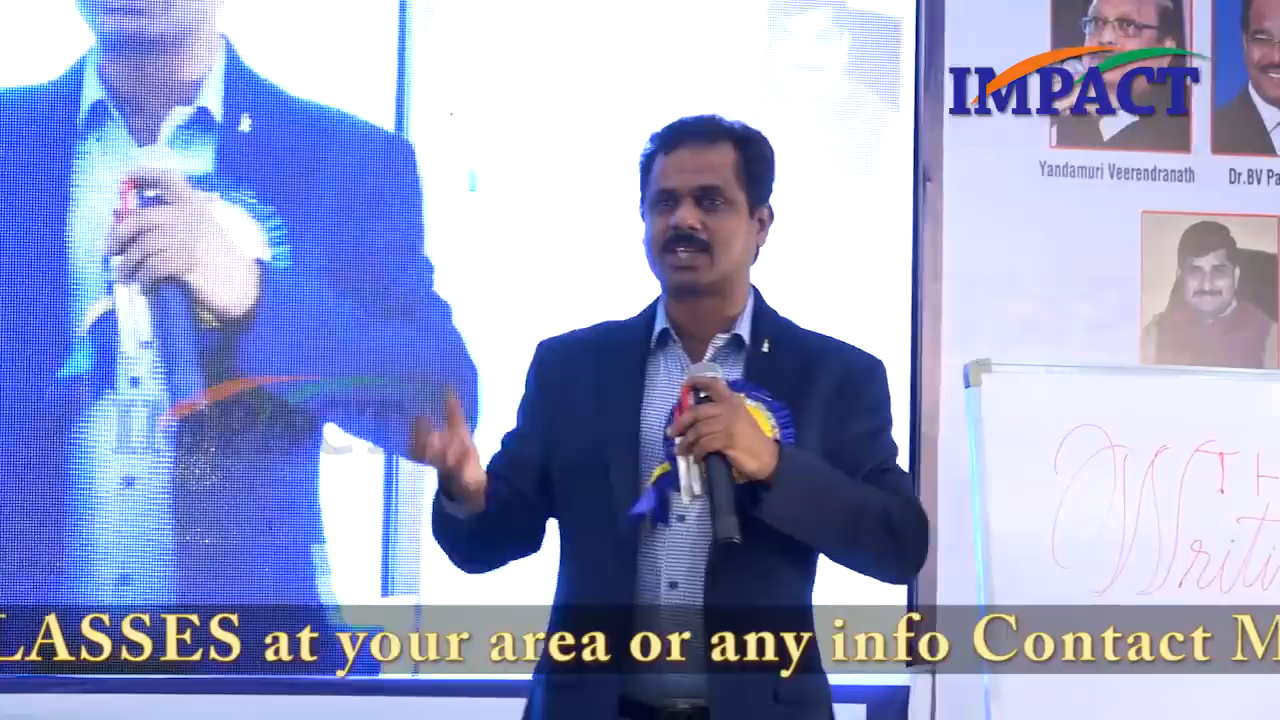 IMPACT
Yandamuri Veerendranath
Dr.BV Pa
LASSES at your area or any info Contact M